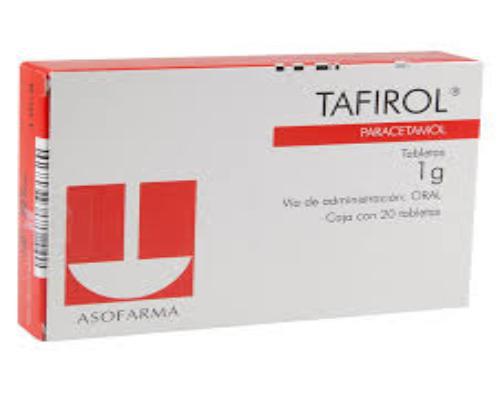 TAFIROL®
PARACETAMOL
Tabletas
1g
Vía de administración: ORAL
Caja con 20 tabletas
ASOFARMA